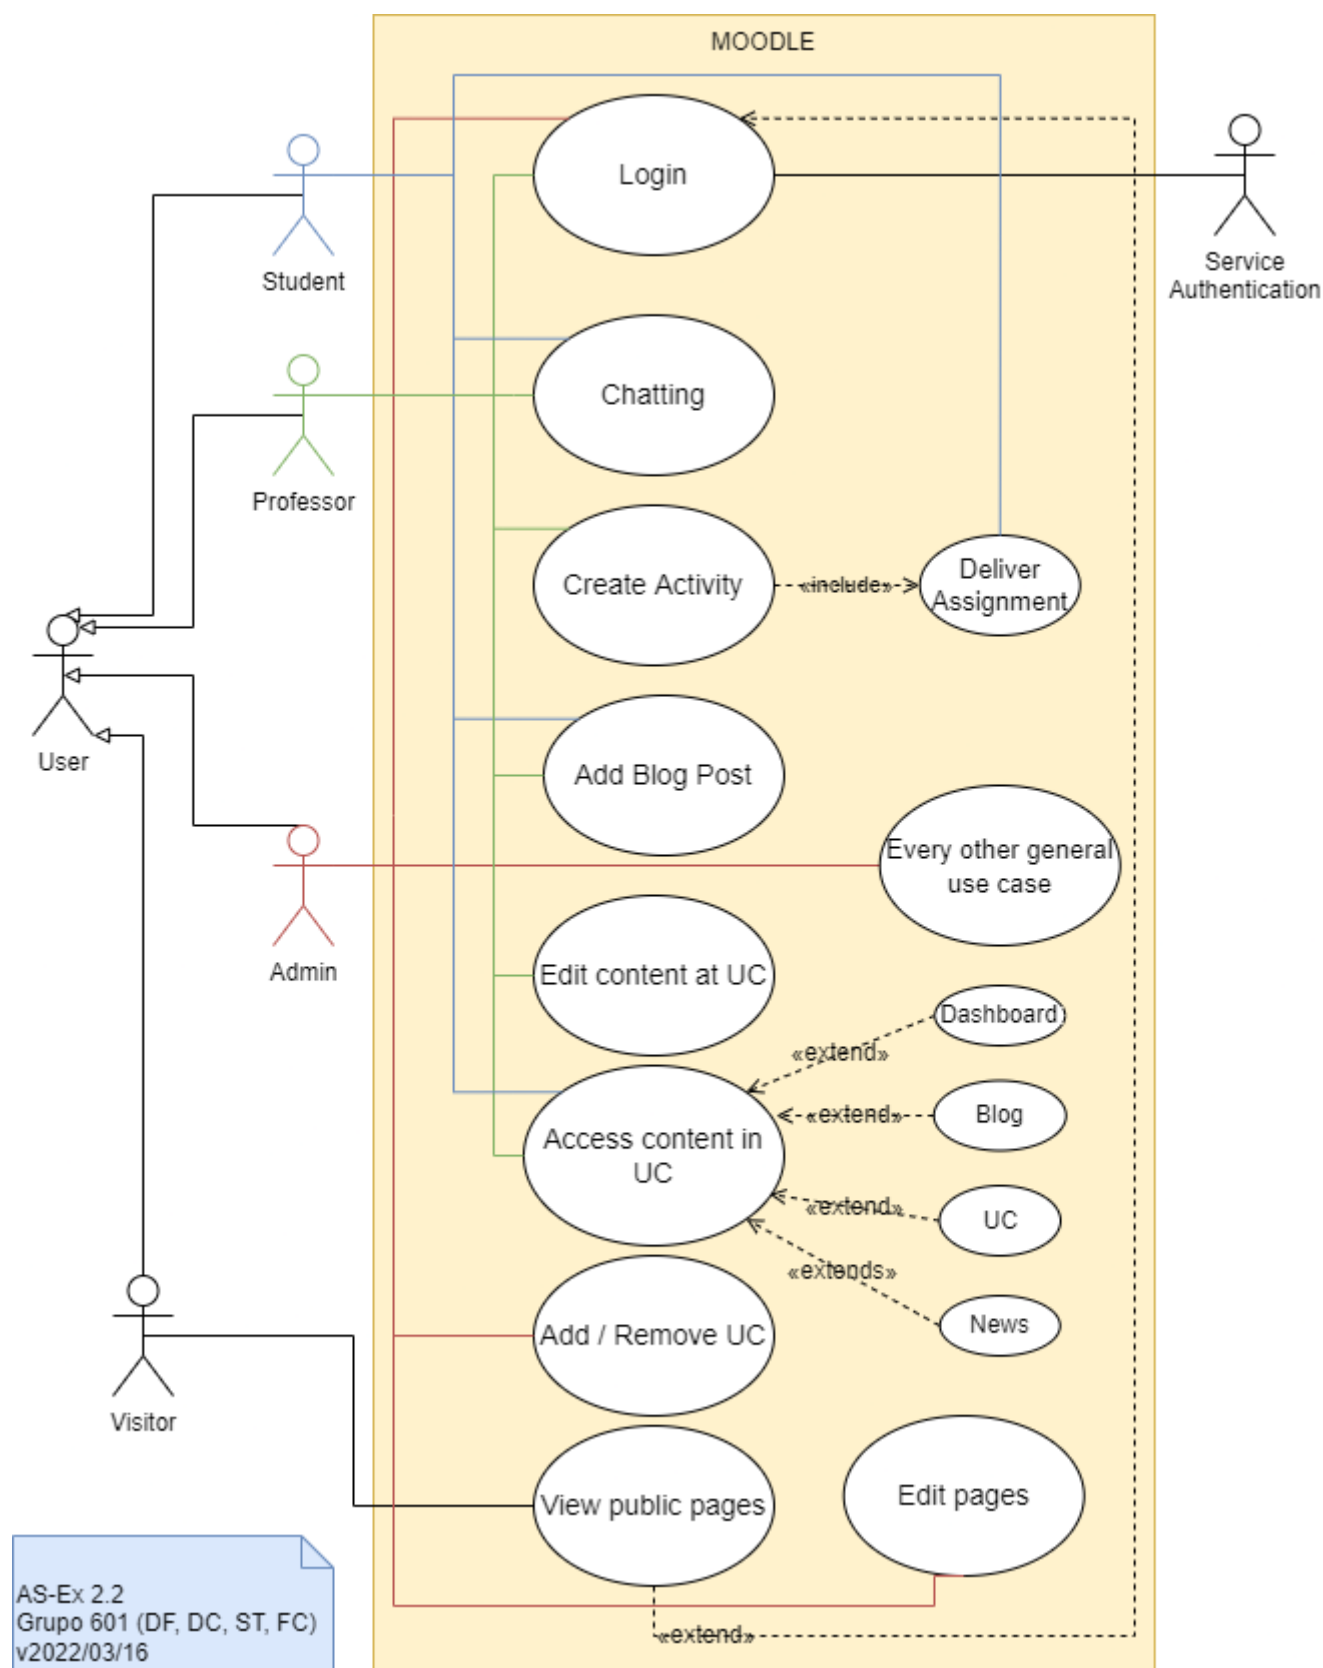 MOODLE
Login
Student
Service
Authentication
Chatting
Professor
Create Activity
«include»
Deliver
Assignment
User
Add Blog Post
Every other general
use case
Admin
Edit content at UC
Dashboard
«extend»
Access content in
UC
«extend»
Blog
«extend»
UC
«extends»
News
Add / Remove UC
Visitor
View public pages
Edit pages
AS-Ex 2.2
Grupo 601 (DF, DC, ST, FC)
v2022/03/16
«extend»